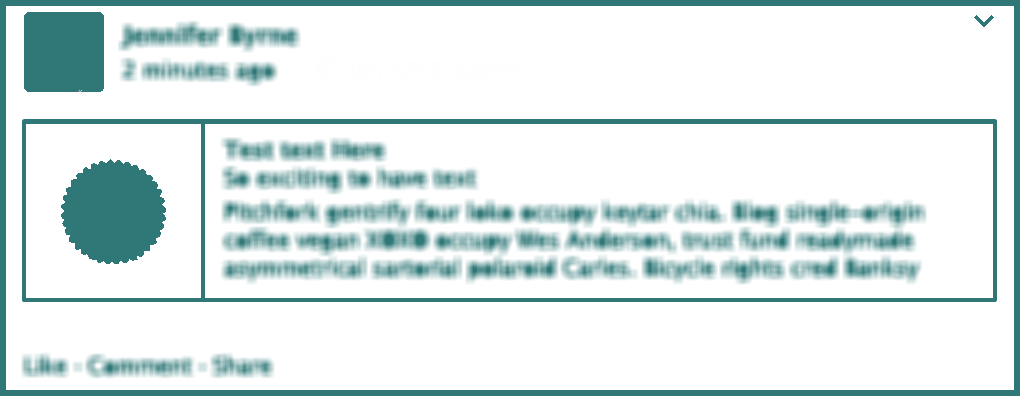 Jennifer Byrne
2 minutes ago
Test text Here
So exciting to have text
Pitchfork gentrify four loko occupy keytar chia. Blog single-origin
coffee vegan XOXO occupy Wes Anderson, trust fund readymade
asymmetrical sartorial polaroid Carles. Bicycle rights cred Banksy
Like · Comment · Share